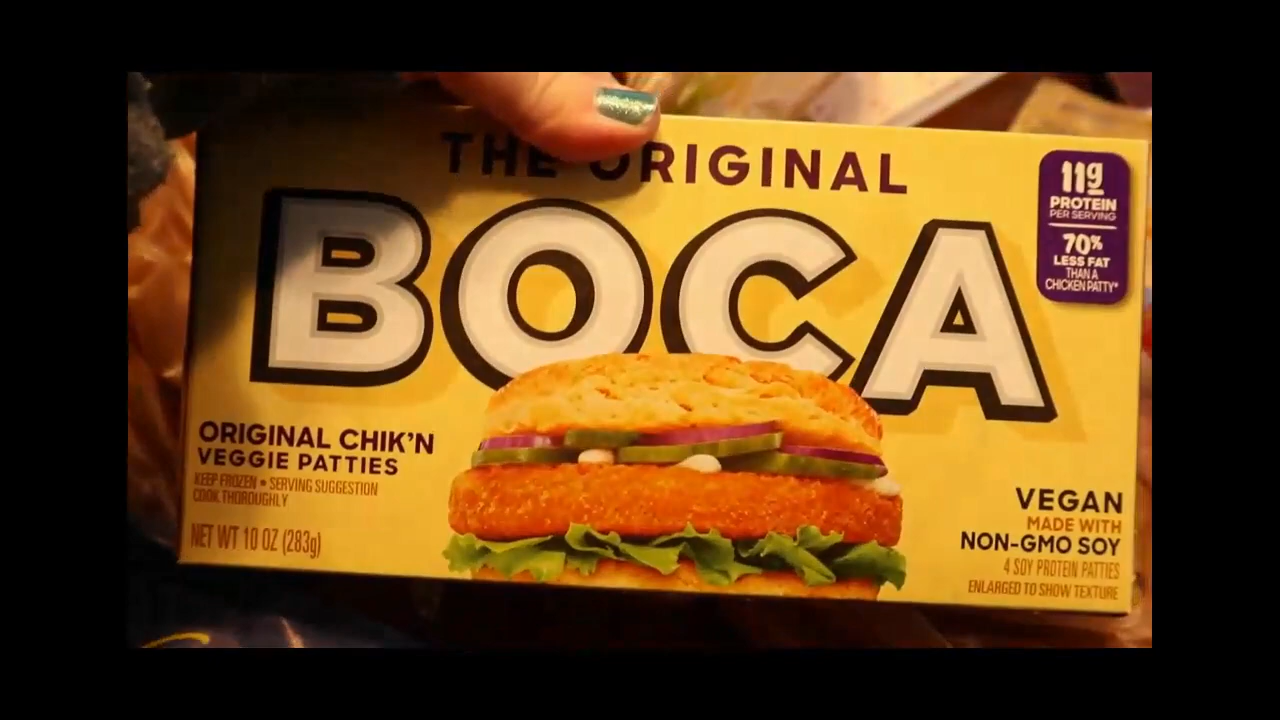 THE ORIGINAL
BOCA
11g
PROTEIN
PER SERVING
70%
LESS FAT
THAN A
CHICKEN PATTY*
ORIGINAL CHIK'N
VEGGIE PATTIES
KEEP FROZEN • SERVING SUGGESTION
COOK THOROUGHLY
NET WT 10 OZ (283g)
VEGAN
MADE WITH
NON-GMO SOY
4 SOY PROTEIN PATTIES
ENLARGED TO SHOW TEXTURE